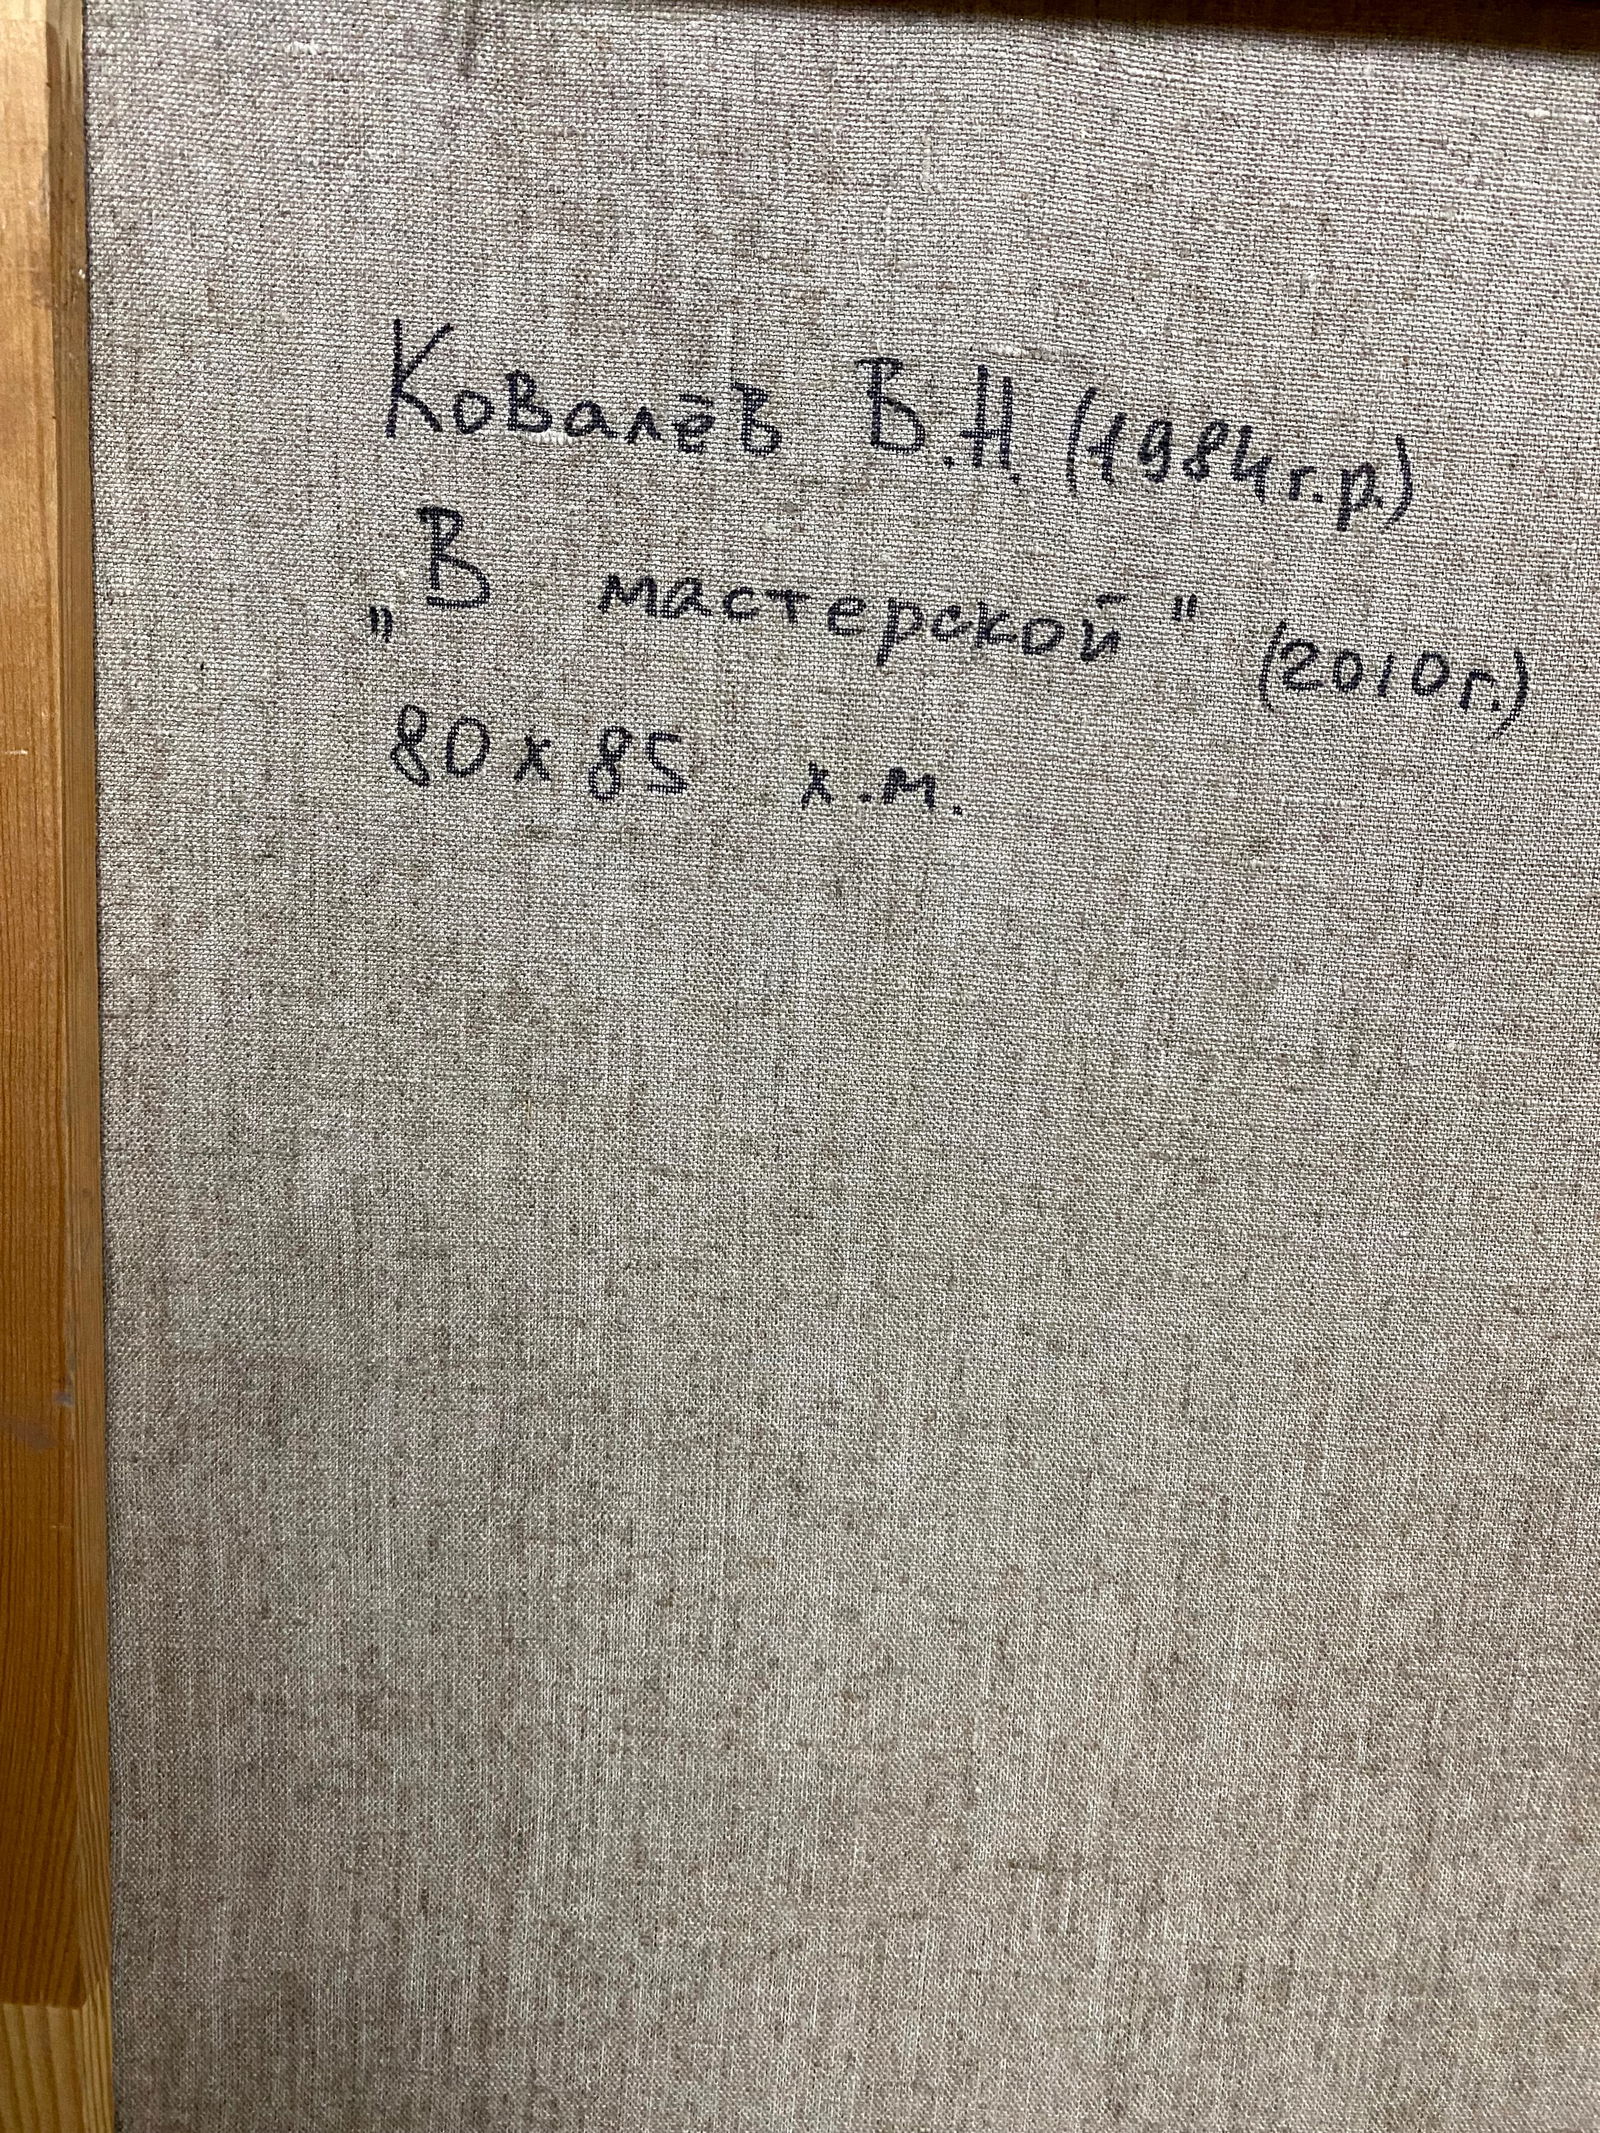 Ковалёв В.Н. (1984г.р.)
„В мастерской" (2010г.)
80х85 х.м.